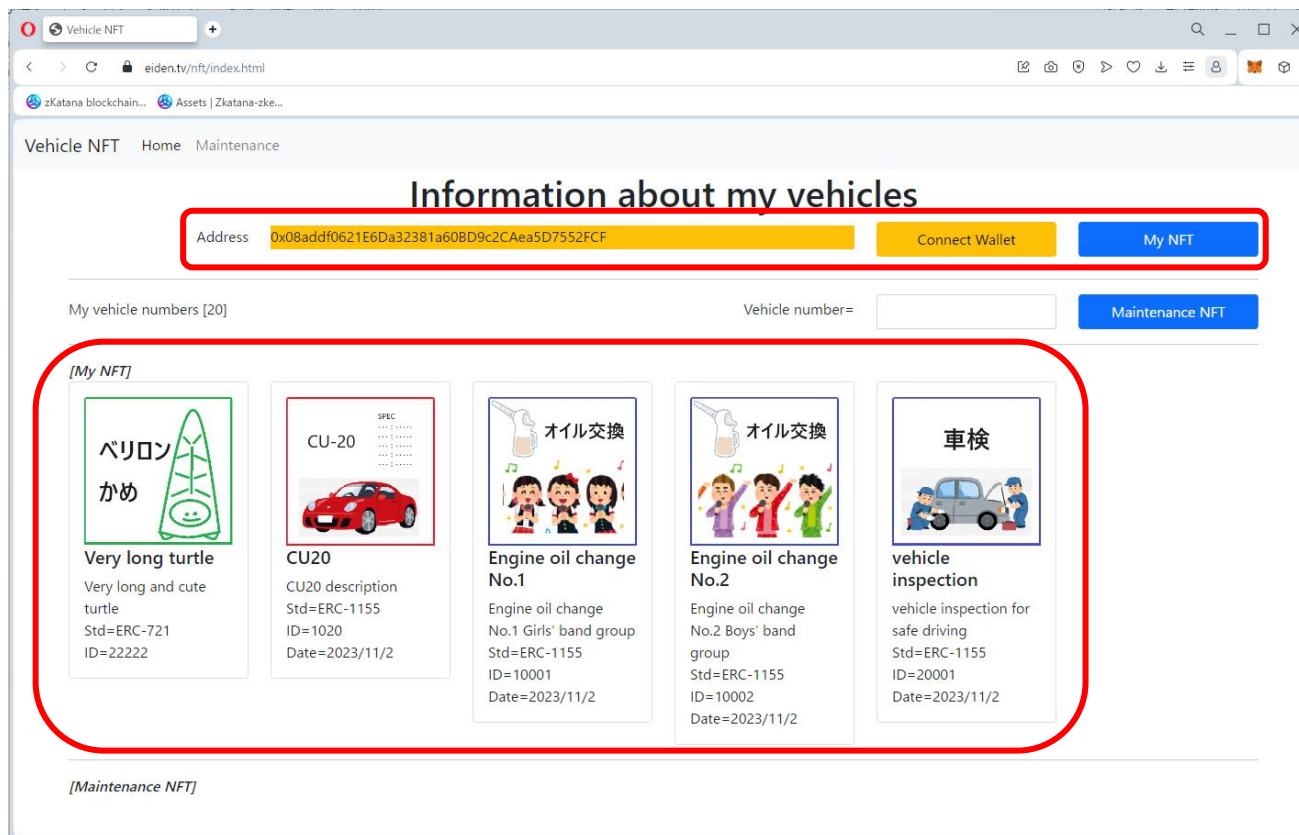 Vehicle NFT
eiden.tv/nft/index.html
zKatana blockchain... Assets | Zkatana-zke...
Vehicle NFT Home Maintenance
Information about my vehicles
Address 0x08addf0621E6Da32381a60BD9c2CAea5D7552FCF Connect Wallet My NFT
My vehicle numbers [20] Vehicle number= Maintenance NFT
[My NFT]
ベリロン
かめ
Very long turtle
Very long and cute
turtle
Std=ERC-721
ID=22222
SPEC
CU-20
CU20
CU20 description
Std=ERC-1155
ID=1020
Date=2023/11/2
オイル交換
Engine oil change
No.1
Engine oil change
No.1 Girls' band group
Std=ERC-1155
ID=10001
Date=2023/11/2
オイル交換
Engine oil change
No.2
Engine oil change
No.2 Boys' band
group
Std=ERC-1155
ID=10002
Date=2023/11/2
車検
vehicle
inspection
vehicle inspection for
safe driving
Std=ERC-1155
ID=20001
Date=2023/11/2
[Maintenance NFT]